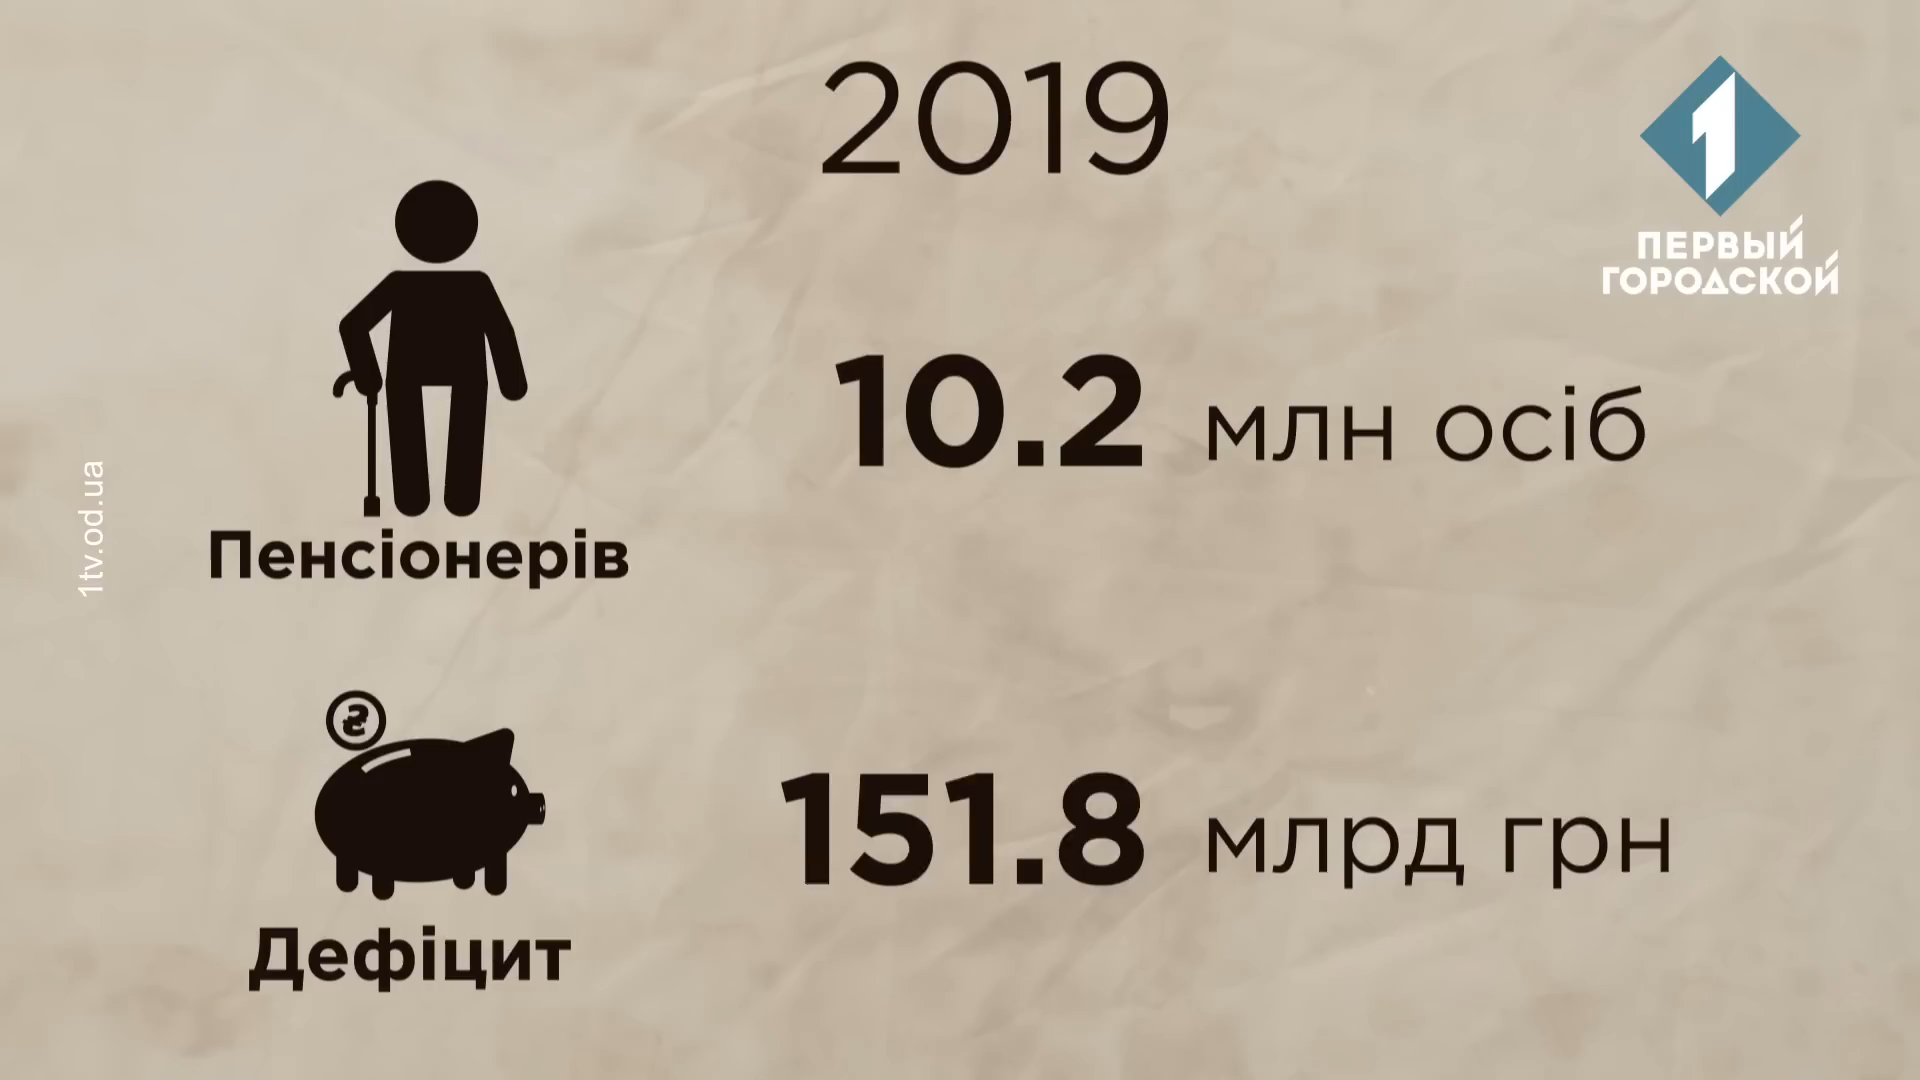 2019
ПЕРВЫЙ
ГОРОДСКОЙ
10.2 млн осіб
Пенсіонерів
1tv.od.ua
₴
151.8 млрд грн
Дефіцит